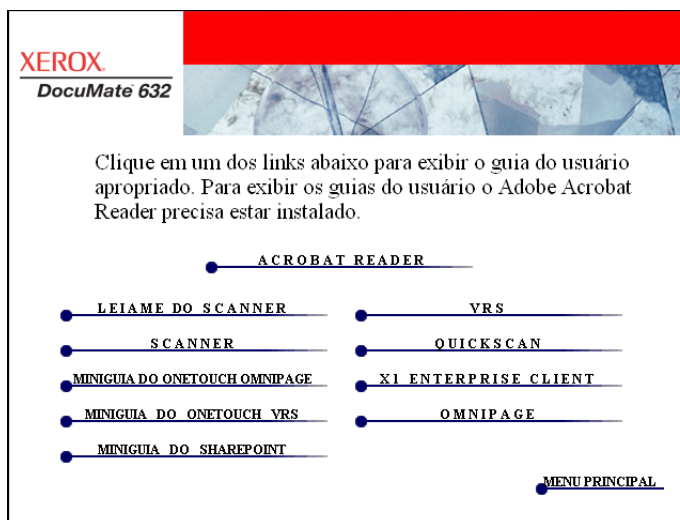 XEROX.
DocuMate 632
Clique em um dos links abaixo para exibir o guia do usuário
apropriado. Para exibir os guias do usuário o Adobe Acrobat
Reader precisa estar instalado.
ACROBAT READER
LEIAME DO SCANNER
VRS
SCANNER
QUICKSCAN
MINIGUIA DO ONETOUCH OMNIPAGE
X1 ENTERPRISE CLIENT
MINIGUIA DO ONETOUCH VRS
OMNIPAGE
MINIGUIA DO SHAREPOINT
MENU PRINCIPAL